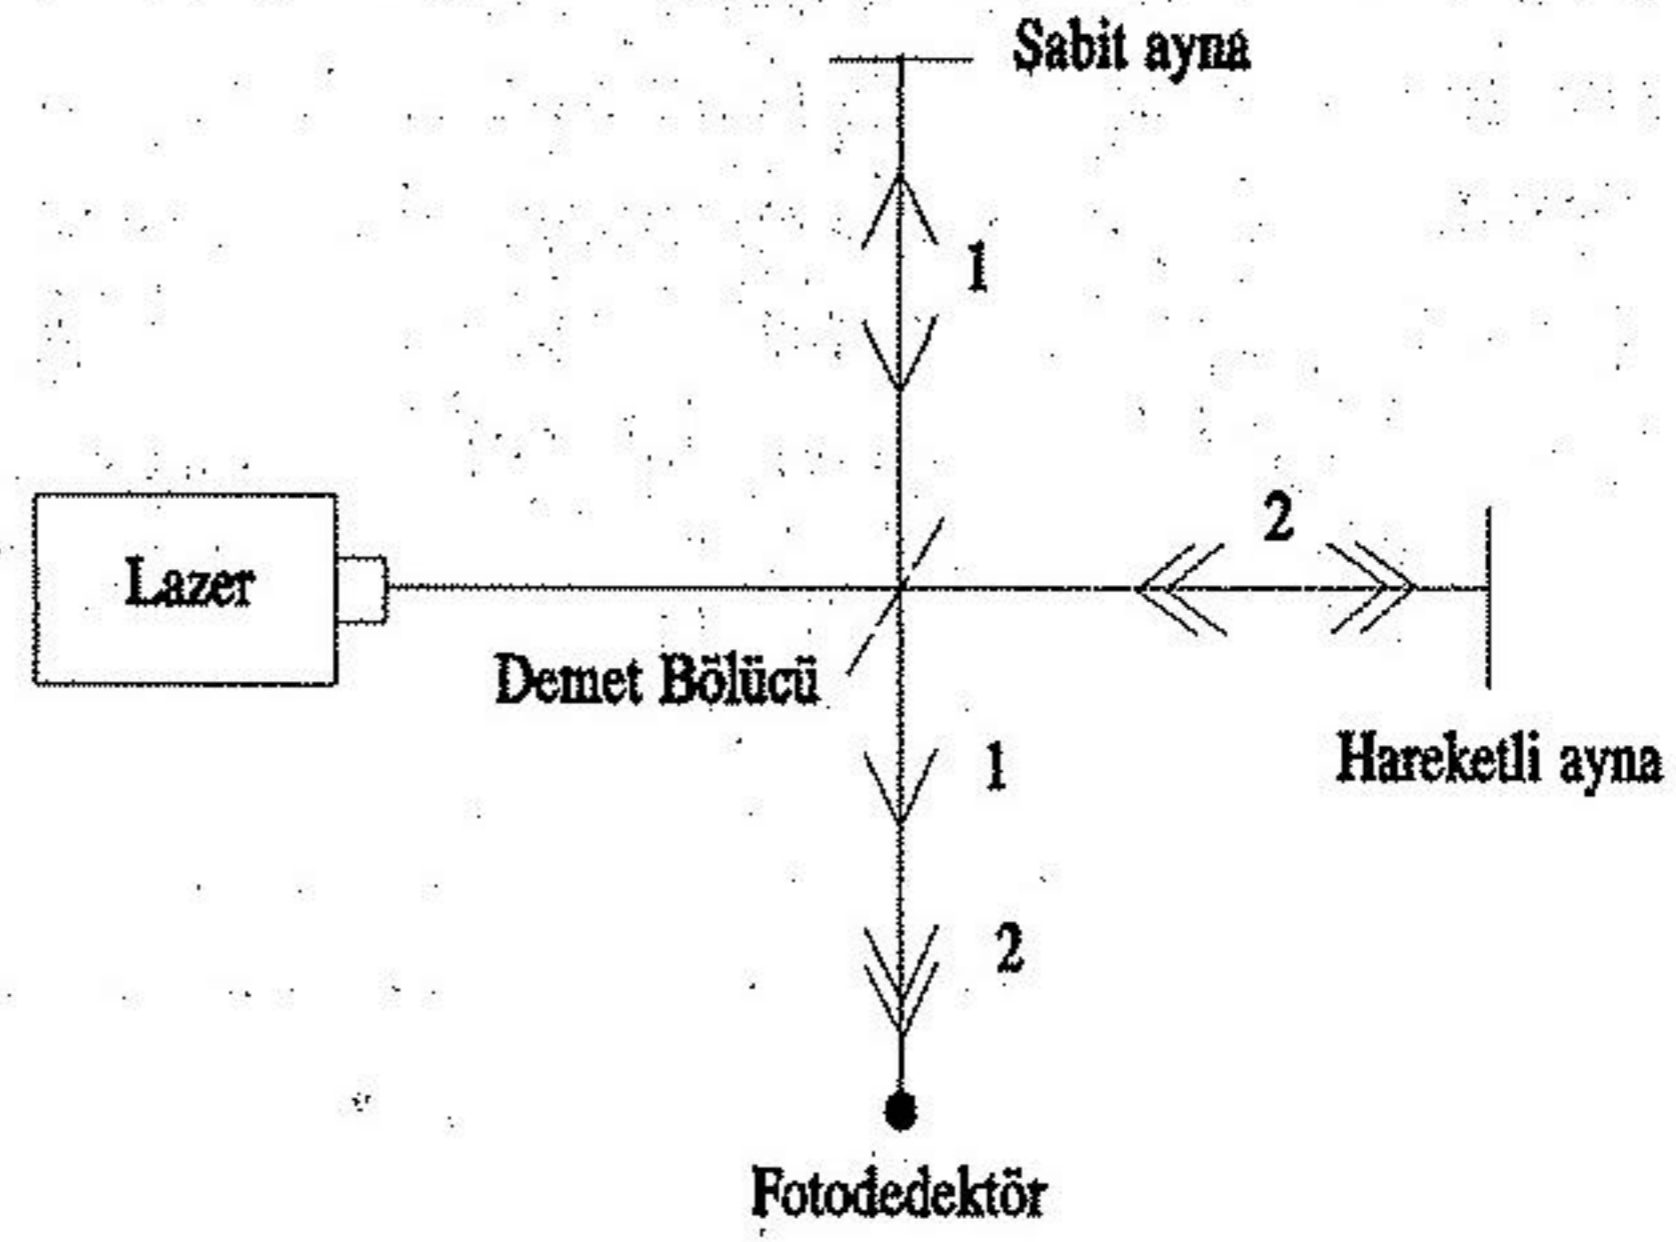 Sabit ayna
1
2
Lazer
Demet Bölücü
Hareketli ayna
1
2
Fotodedektör